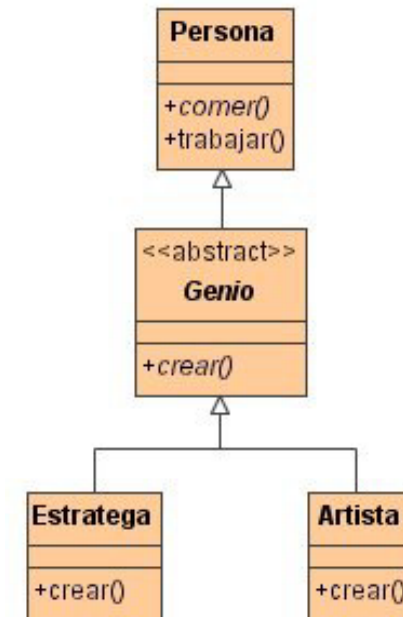 Persona
+comer()
+trabajar()
<<abstract>>
Genio
+crear()
Estratega
+crear()
Artista
+crear()